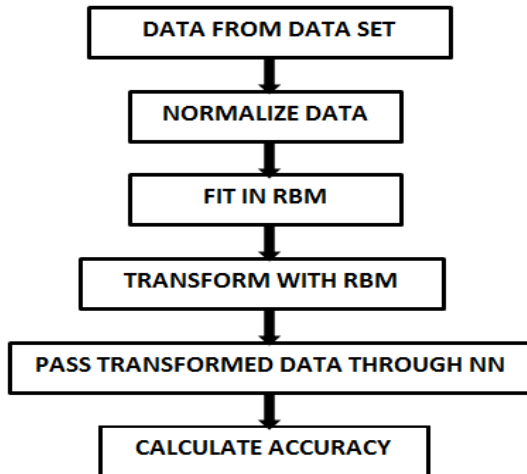 DATA FROM DATA SET
NORMALIZE DATA
FIT IN RBM
TRANSFORM WITH RBM
PASS TRANSFORMED DATA THROUGH NN
CALCULATE ACCURACY